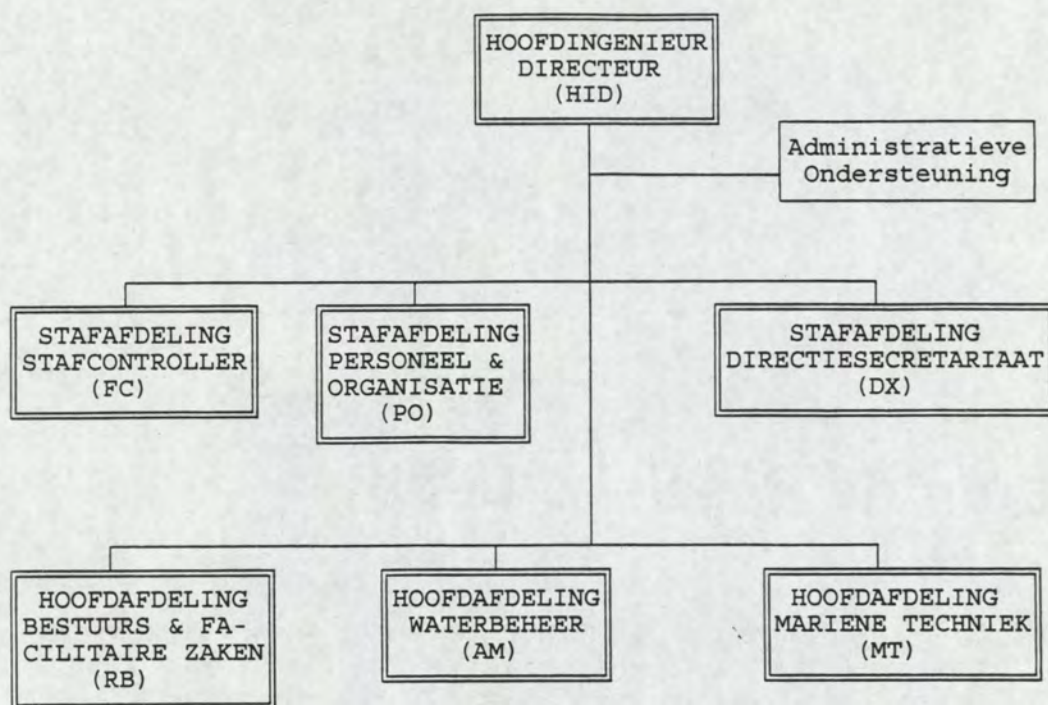 HOOFDINGENIEUR
DIRECTEUR
(HID)
Administratieve
Ondersteuning
STAFAFDELING
STAFCONTROLLER
(FC)
STAFAFDELING
PERSONEEL &
ORGANISATIE
(PO)
STAFAFDELING
DIRECTIESECRETARIAAT
(DX)
HOOFDAFDELING
BESTUURS & FA-
CILITAIRE ZAKEN
(RB)
HOOFDAFDELING
WATERBEHEER
(AM)
HOOFDAFDELING
MARIENE TECHNIEK
(MT)